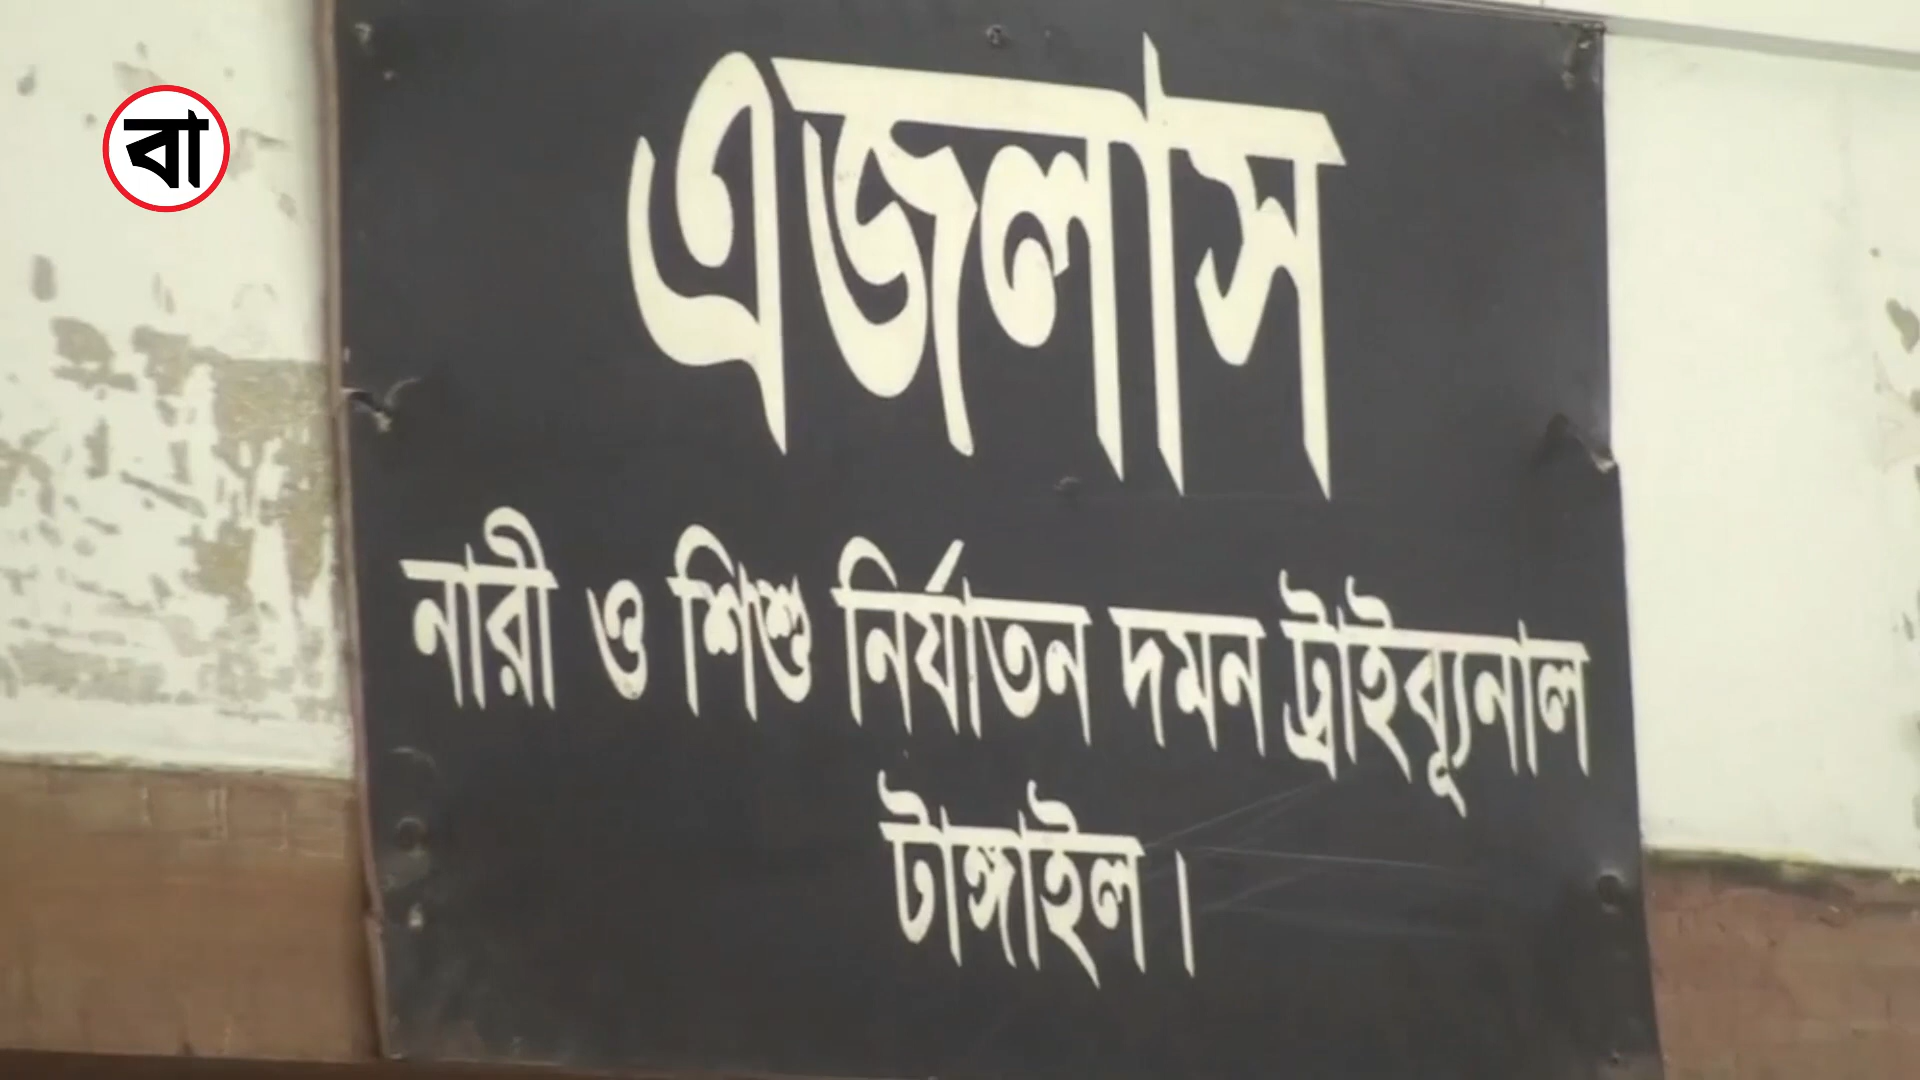 বা
এজলাস
নারী ও শিশু নির্যাতন দমন ট্রাইব্যূনাল
টাঙ্গাইল।